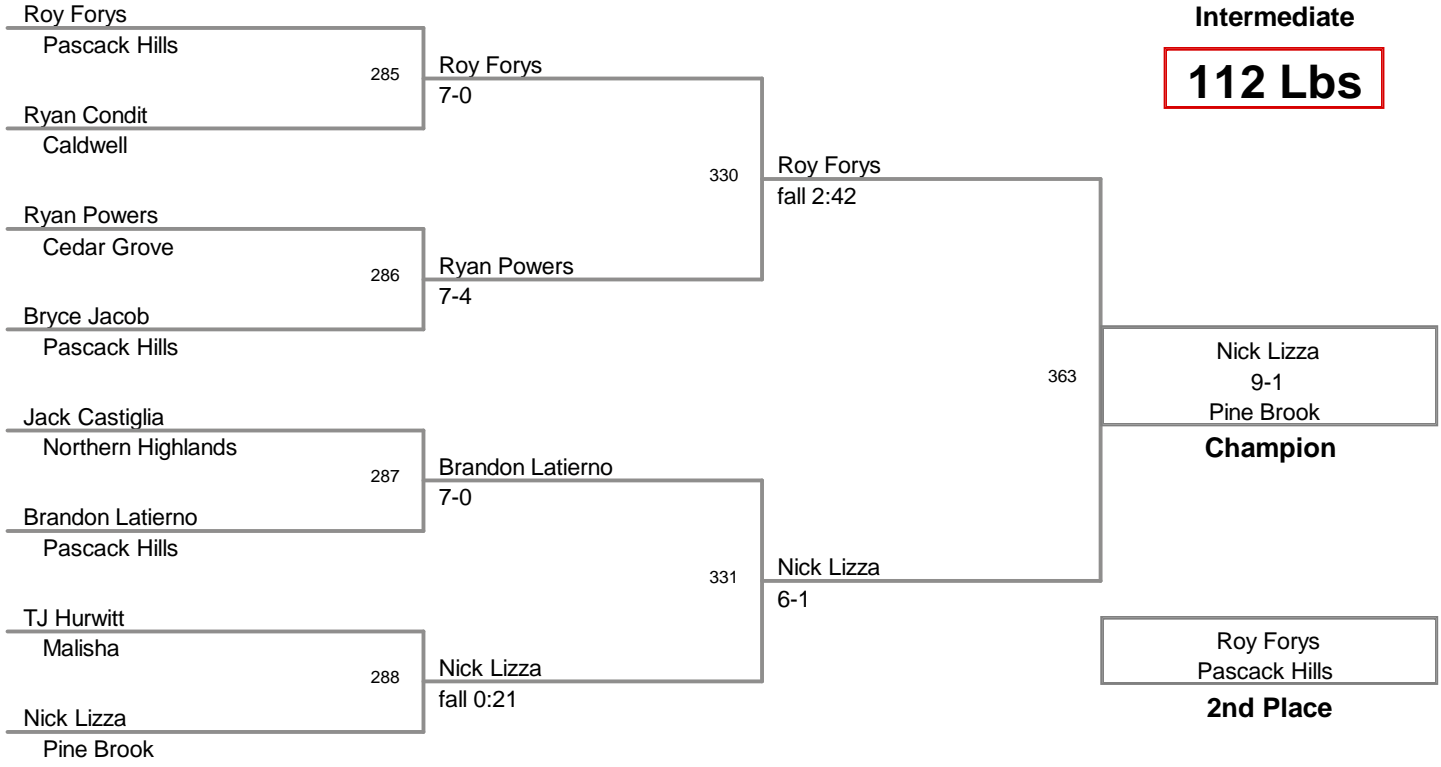 Roy Forys
Pascack Hills
285
Ryan Condit
Caldwell
Ryan Powers
Cedar Grove
286
Bryce Jacob
Pascack Hills
Jack Castiglia
Northern Highlands
287
Brandon Latierno
Pascack Hills
TJ Hurwitt
Malisha
288
Nick Lizza
Pine Brook
Roy Forys
7-0
330
Ryan Powers
7-4
Brandon Latierno
7-0
331
Nick Lizza
fall 0:21
Roy Forys
fall 2:42
363
Nick Lizza
6-1
Intermediate
112 Lbs
Nick Lizza
9-1
Pine Brook
Champion
Roy Forys
Pascack Hills
2nd Place